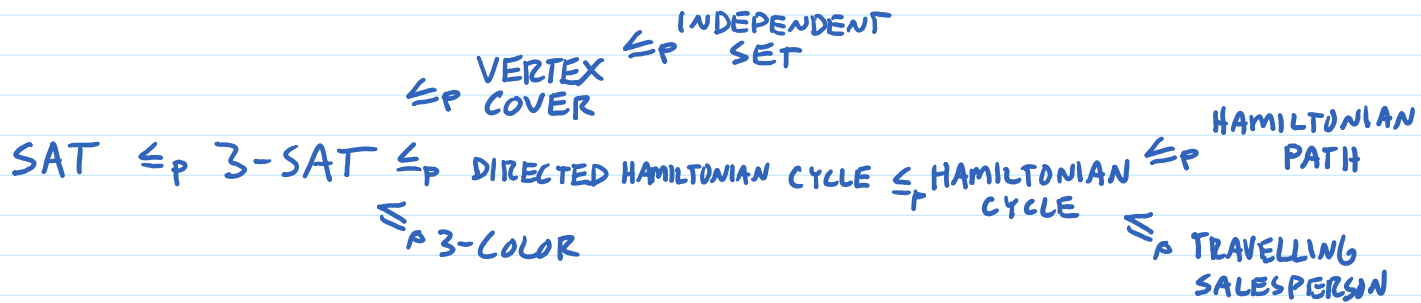 ≤p INDEPENDENT
SET
≤p VERTEX
COVER
SAT ≤p 3-SAT ≤p DIRECTED HAMILTONIAN CYCLE ≤p HAMILTONIAN
CYCLE
≤p HAMILTONIAN
PATH
≤p 3-COLOR
≤p TRAVELLING
SALESPERSON